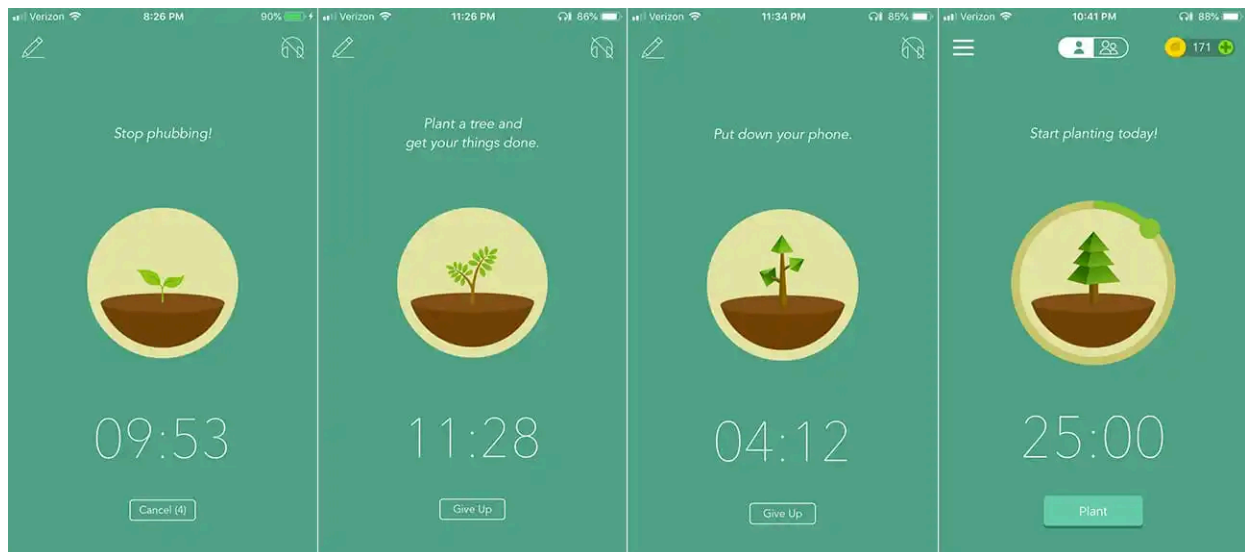 Verizon
8:26 PM
90%
Stop phubbing!
09:53
Cancel (4)
Verizon
11:26 PM
86%
Plant a tree and
get your things done.
11:28
Give Up
Verizon
11:34 PM
85%
Put down your phone.
04:12
Give Up
Verizon
10:41 PM
88%
171
Start planting today!
25:00
Plant